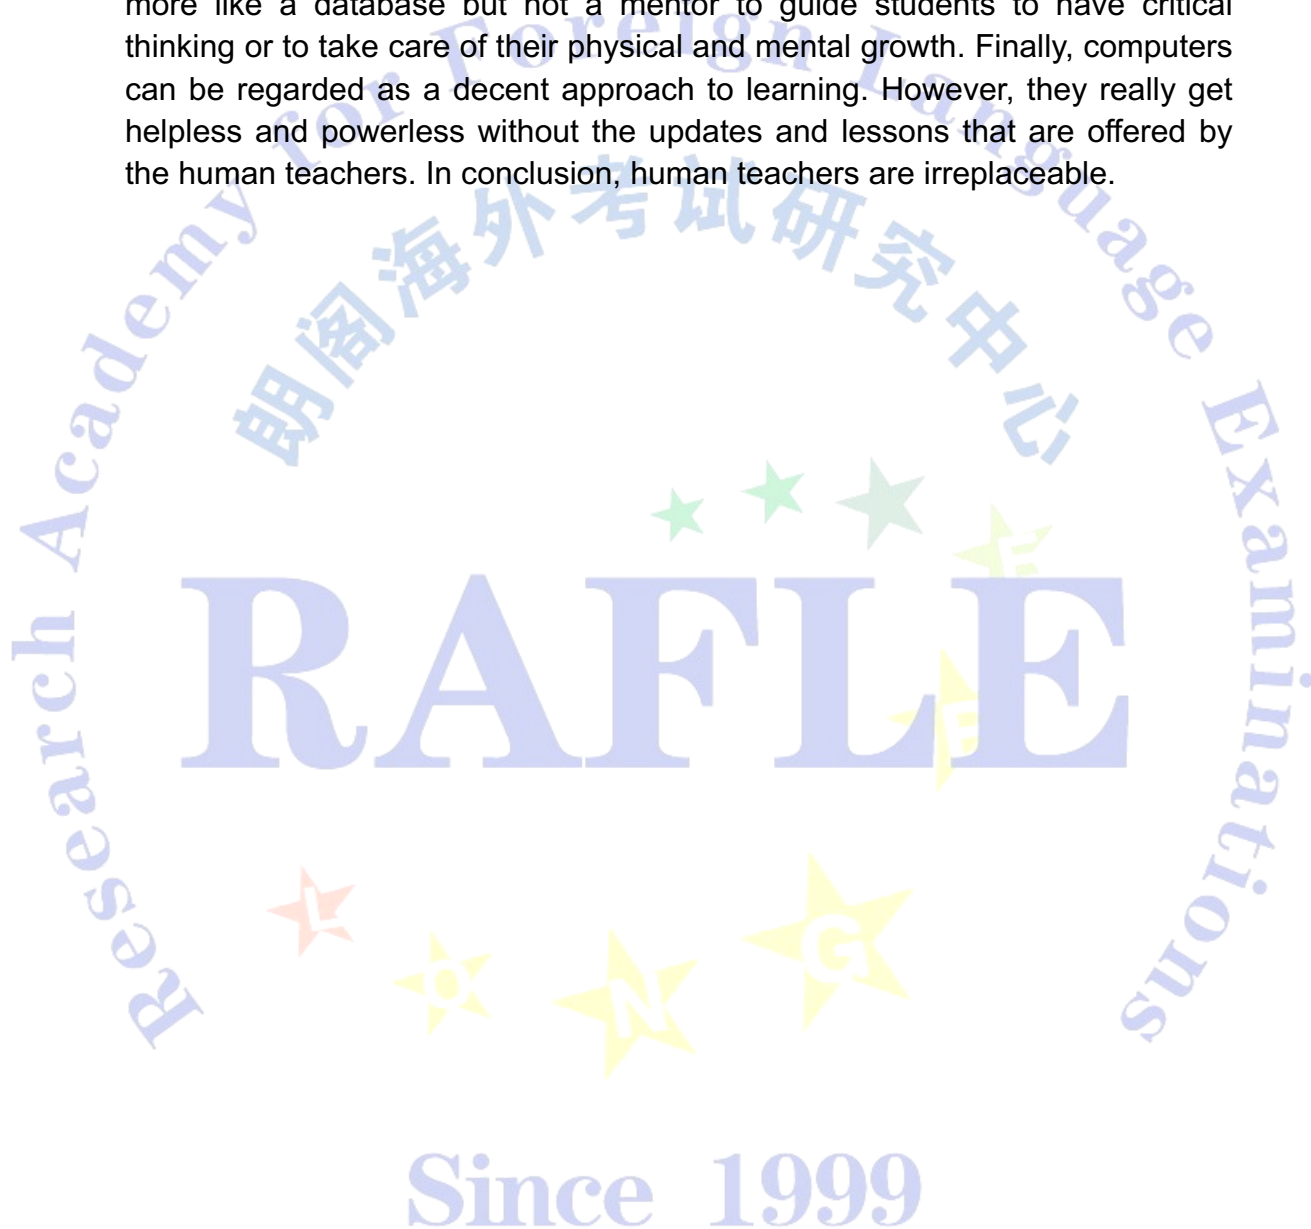 more like a database but not a mentor to guide students to have critical
thinking or to take care of their physical and mental growth. Finally, computers
can be regarded as a decent approach to learning. However, they really get
helpless and powerless without the updates and lessons that are offered by
the human teachers. In conclusion, human teachers are irreplaceable.
Research Academy for Foreign Language Examinations
朗阁海外考试研究中心
RAFLE
L O N G
Since 1999